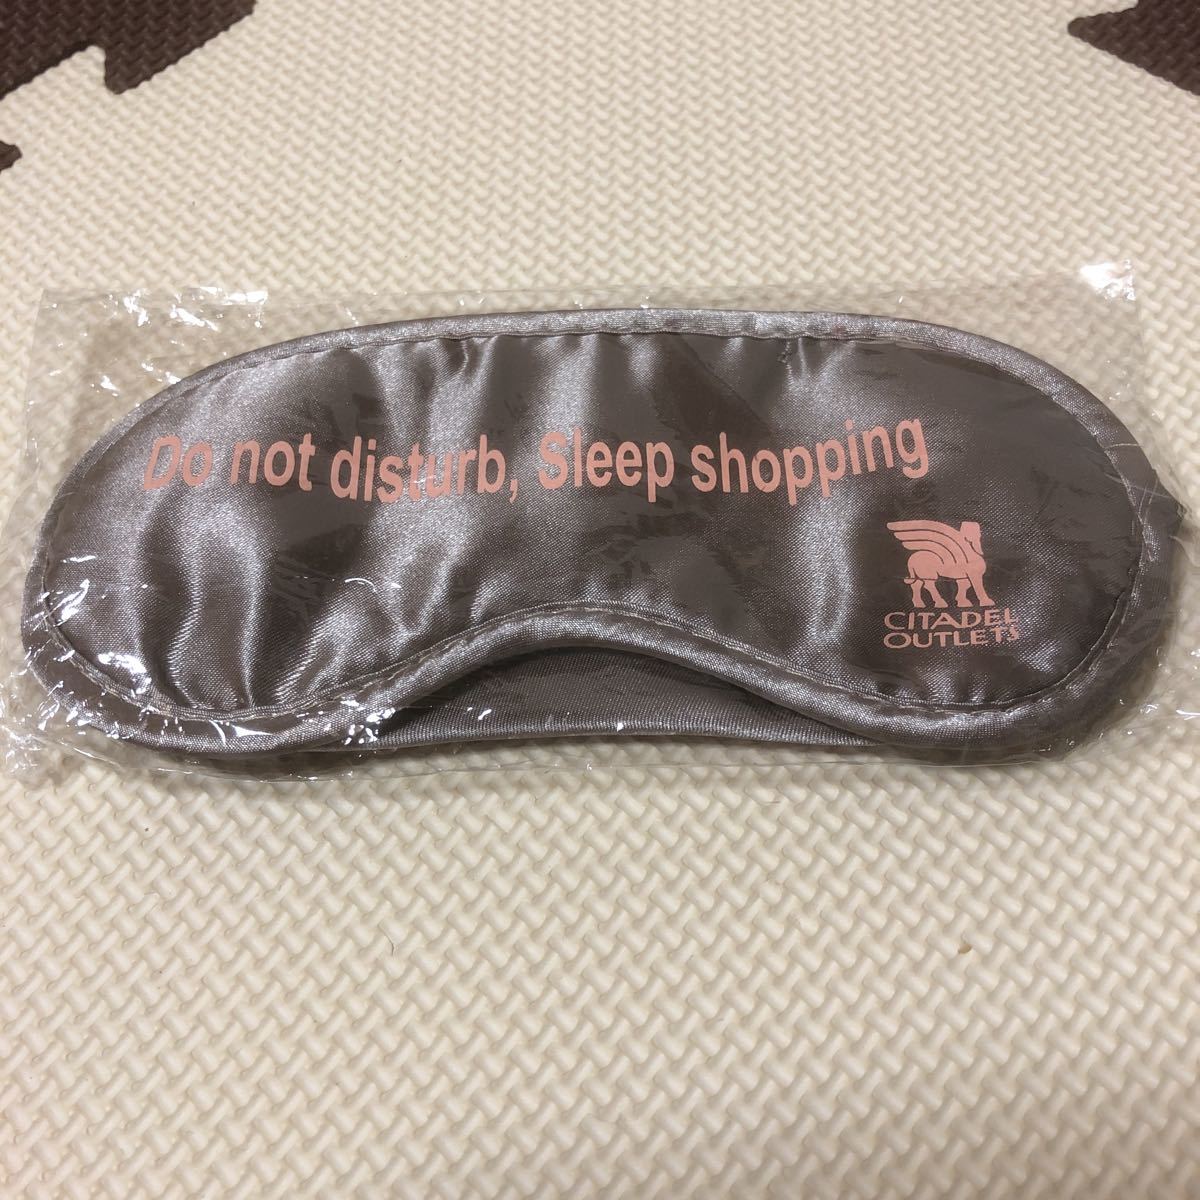 Do not disturb, Sleep shopping
CITADEL
OUTLETS